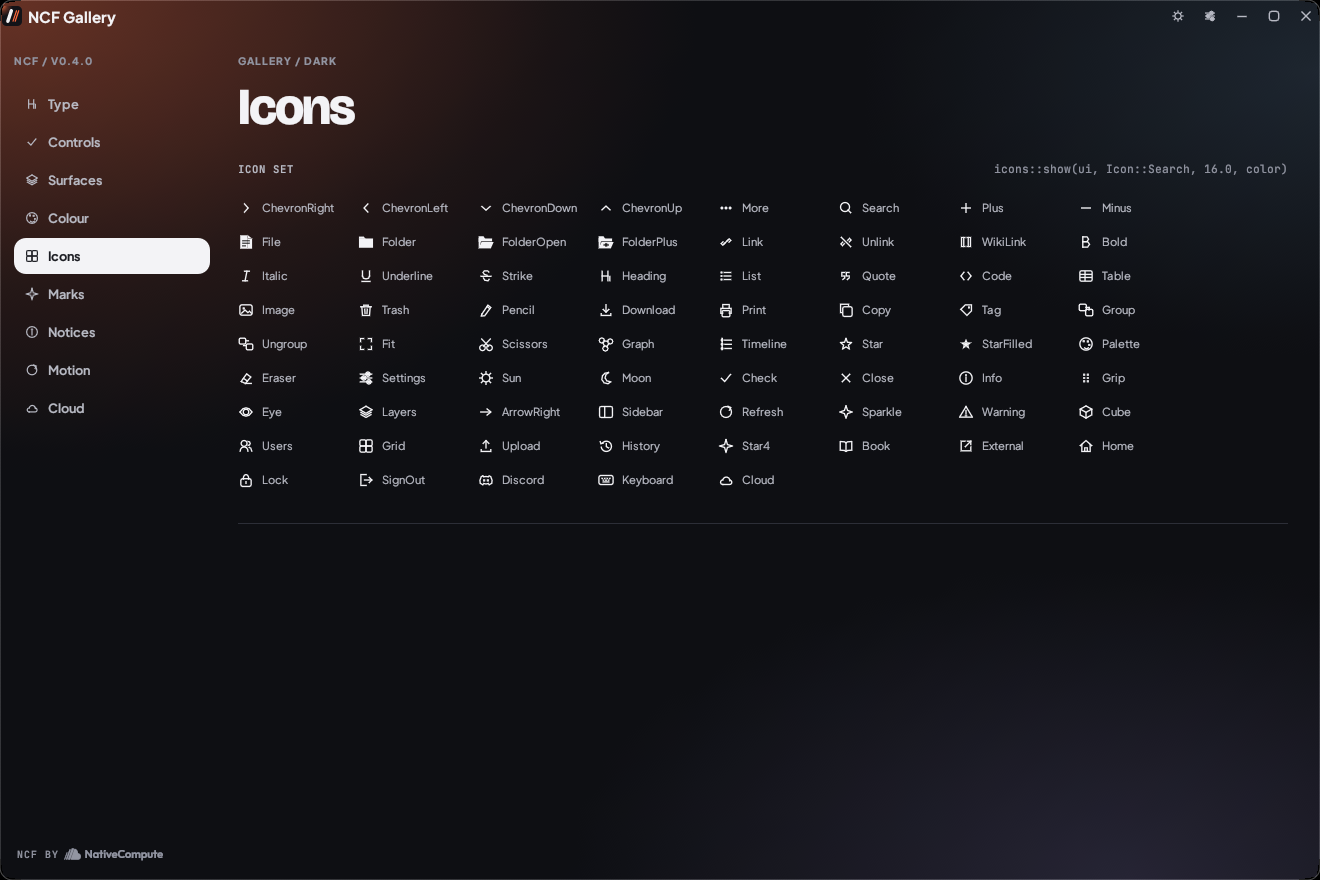 NCF Gallery
NCF / V0.4.0
Type
Controls
Surfaces
Colour
Icons
Marks
Notices
Motion
Cloud
NCF BY NativeCompute
GALLERY / DARK
Icons
ICON SET
icons::show(ui, Icon::Search, 16.0, color)
ChevronRight ChevronLeft ChevronDown ChevronUp More Search Plus Minus
File Folder FolderOpen FolderPlus Link Unlink WikiLink Bold
Italic Underline Strike Heading List Quote Code Table
Image Trash Pencil Download Print Copy Tag Group
Ungroup Fit Scissors Graph Timeline Star StarFilled Palette
Eraser Settings Sun Moon Check Close Info Grip
Eye Layers ArrowRight Sidebar Refresh Sparkle Warning Cube
Users Grid Upload History Star4 Book External Home
Lock SignOut Discord Keyboard Cloud